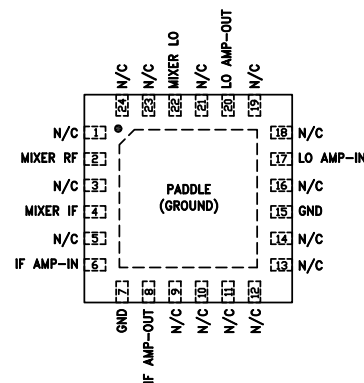 N/C
N/C
MIXER LO
N/C
LO AMP-OUT
N/C
24
23
22
21
20
19
N/C 1
18 N/C
MIXER RF 2
17 LO AMP-IN
N/C 3
16 N/C
MIXER IF 4
15 GND
N/C 5
14 N/C
IF AMP-IN 6
13 N/C
PADDLE
(GROUND)
7
8
9
10
11
12
GND
IF AMP-OUT
N/C
N/C
N/C
N/C